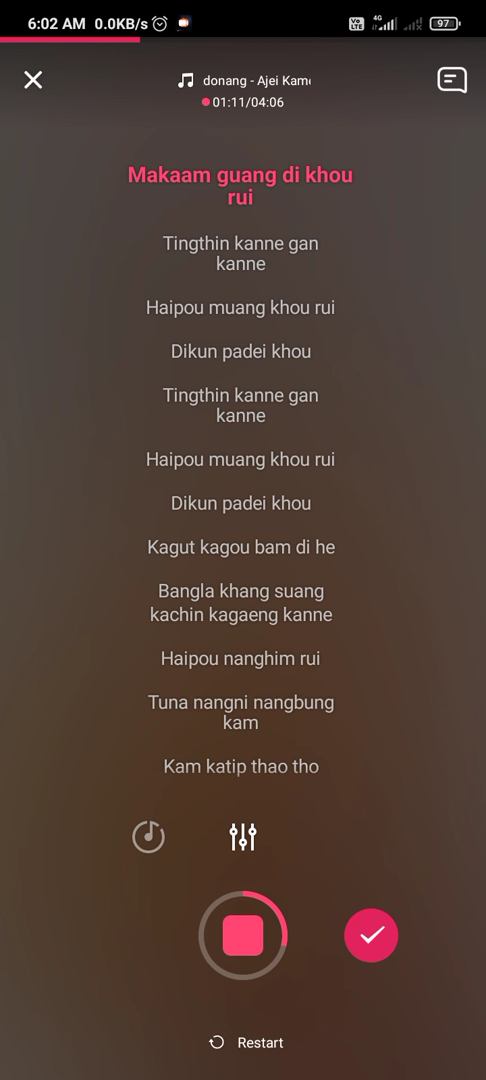 6:02 AM 0.0KB/s
Vo LTE 4G 97
donang - Ajei Kam
01:11/04:06
Makaam guang di khou
rui
Tingthin kanne gan
kanne
Haipou muang khou rui
Dikun padei khou
Tingthin kanne gan
kanne
Haipou muang khou rui
Dikun padei khou
Kagut kagou bam di he
Bangla khang suang
kachin kagaeng kanne
Haipou nanghim rui
Tuna nangni nangbung
kam
Kam katip thao tho
Restart